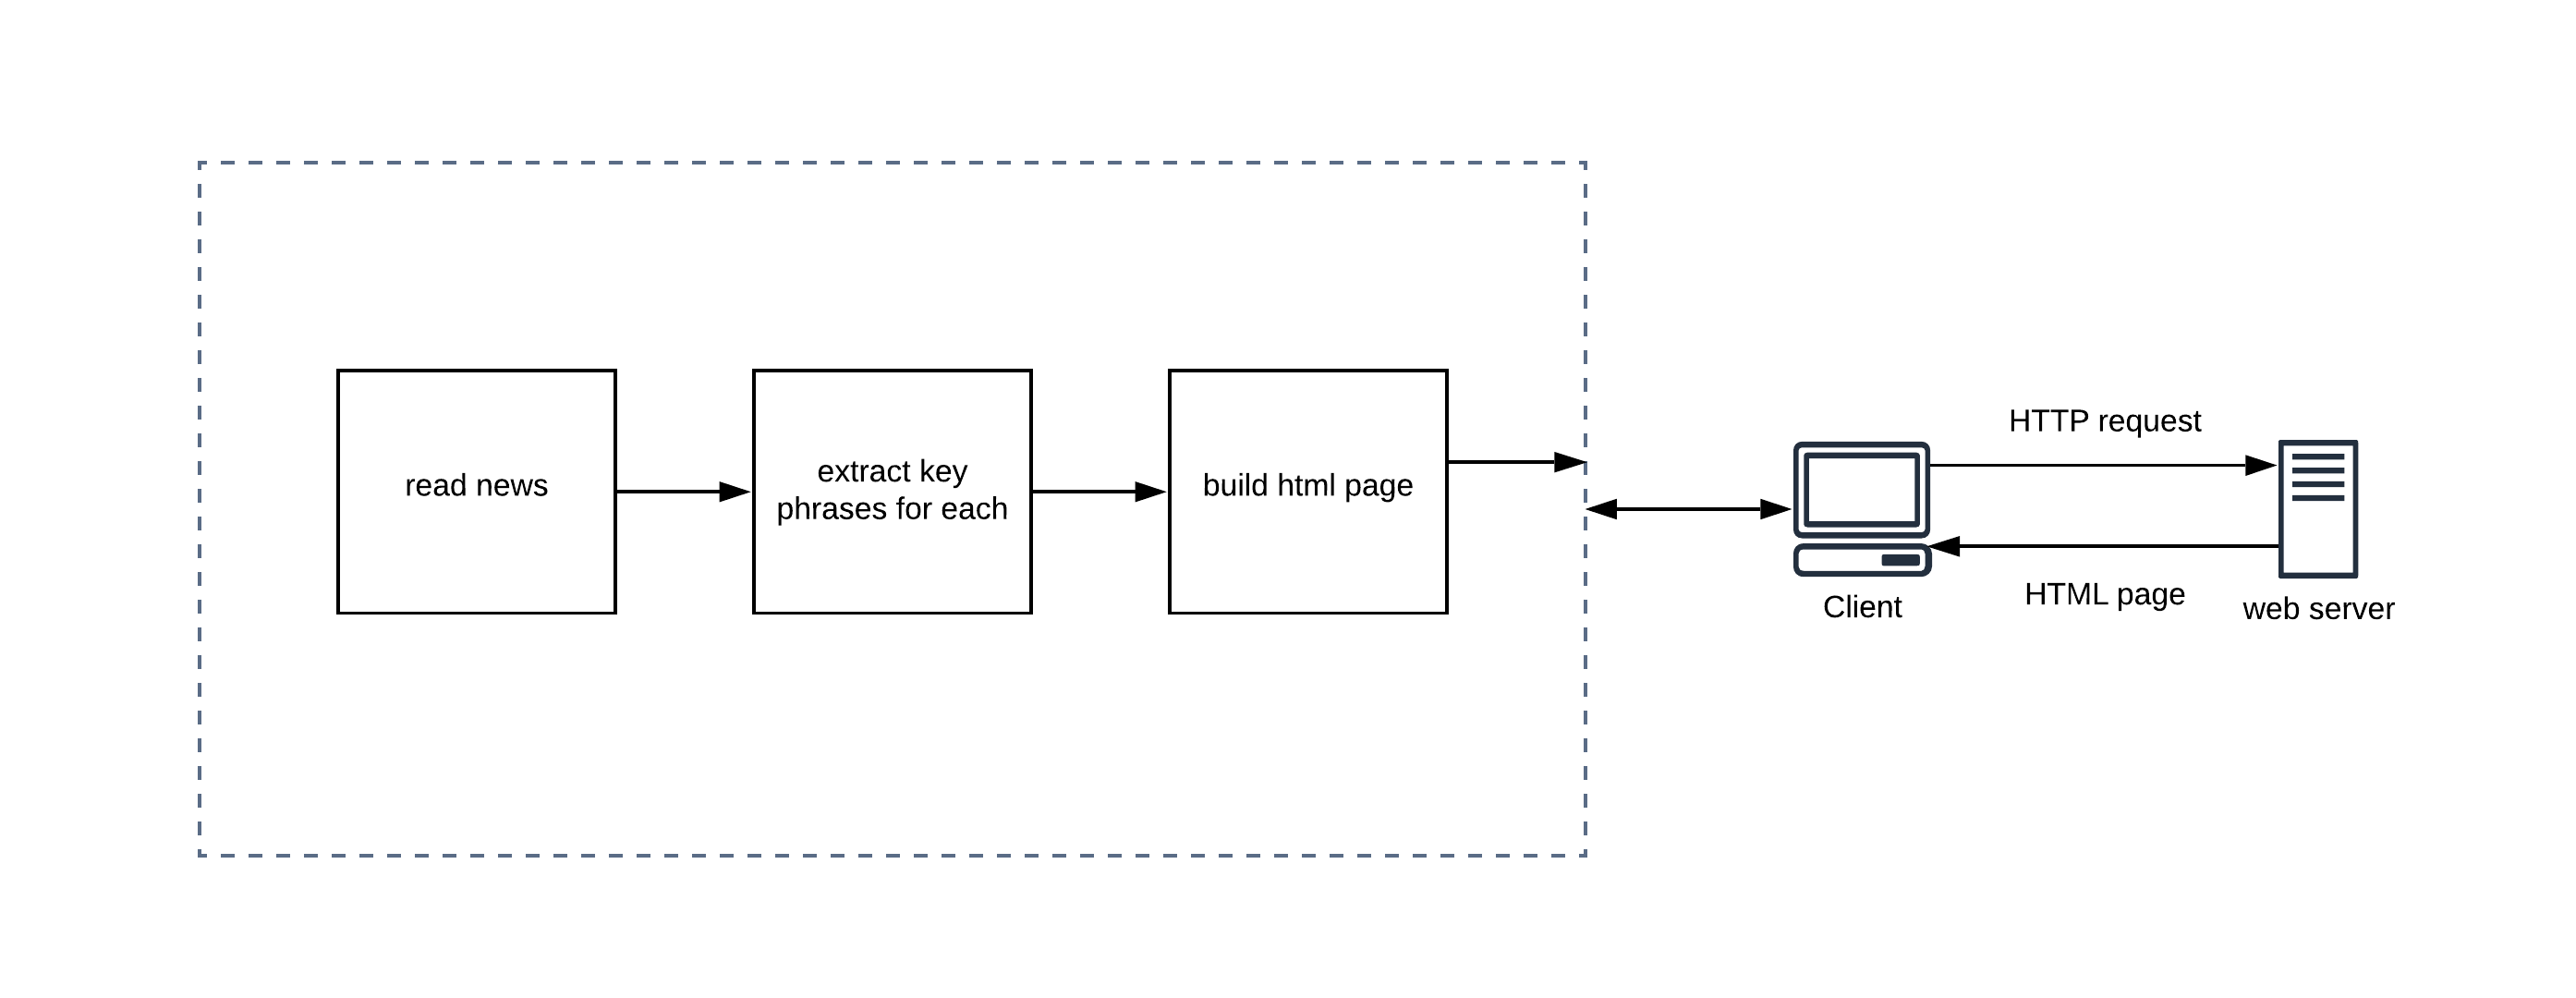 read news
extract key
phrases for each
build html page
HTTP request
HTML page
Client
web server